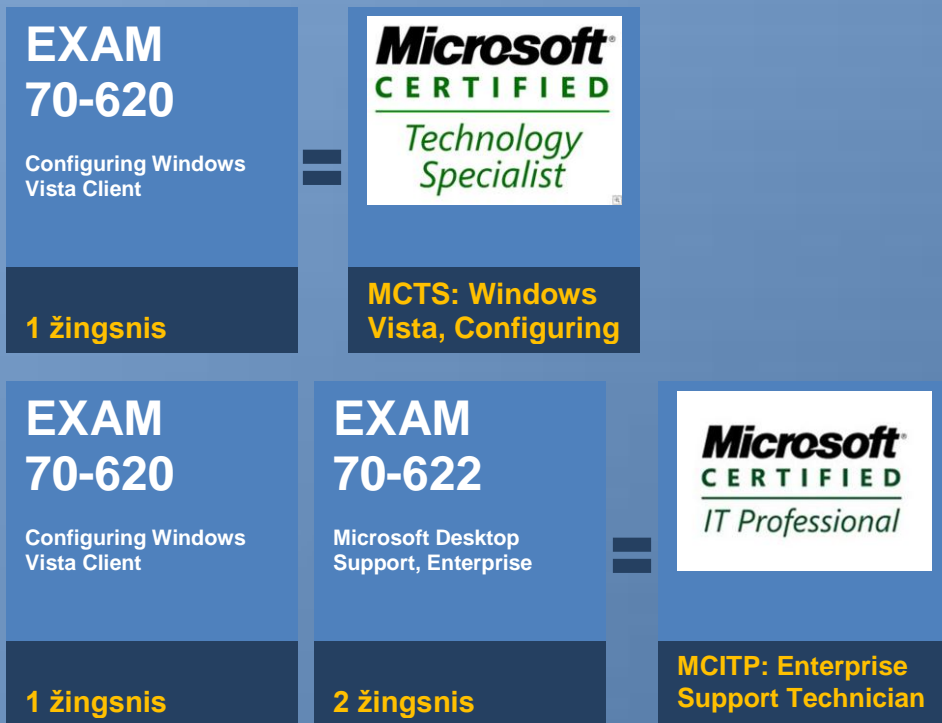 EXAM
70-620
Configuring Windows
Vista Client
1 žingsnis
=
Microsoft®
CERTIFIED
Technology
Specialist
MCTS: Windows
Vista, Configuring
EXAM
70-620
Configuring Windows
Vista Client
1 žingsnis
EXAM
70-622
Microsoft Desktop
Support, Enterprise
2 žingsnis
=
Microsoft®
CERTIFIED
IT Professional
MCITP: Enterprise
Support Technician